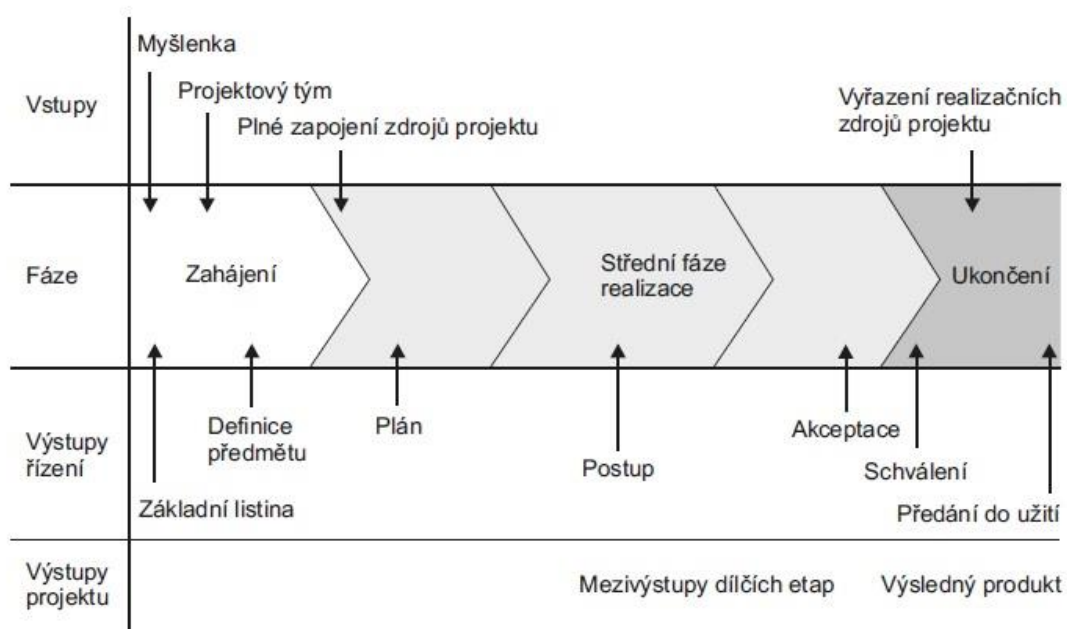 Vstupy
Myšlenka
Projektový tým
Plné zapojení zdrojů projektu
Vyřazení realizačních
zdrojů projektu
Fáze
Zahájení
Střední fáze
realizace
Ukončení
Výstupy
řízení
Základní listina
Definice
předmětu
Plán
Postup
Akceptace
Schválení
Předání do užití
Výstupy
projektu
Mezivýstupy dílčích etap
Výsledný produkt